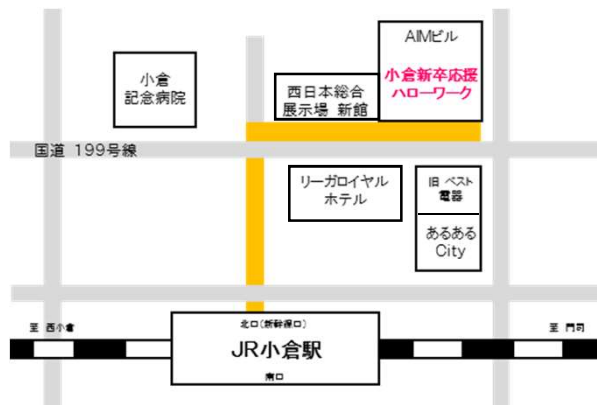 AIMビル
小倉新卒応援
ハローワーク
小倉
記念病院
西日本総合
展示場 新館
国道 199号線
リーガロイヤル
ホテル
旧 ベスト
電器
あるある
City
至 西小倉
北口(新幹線口)
至 門司
JR小倉駅
南口